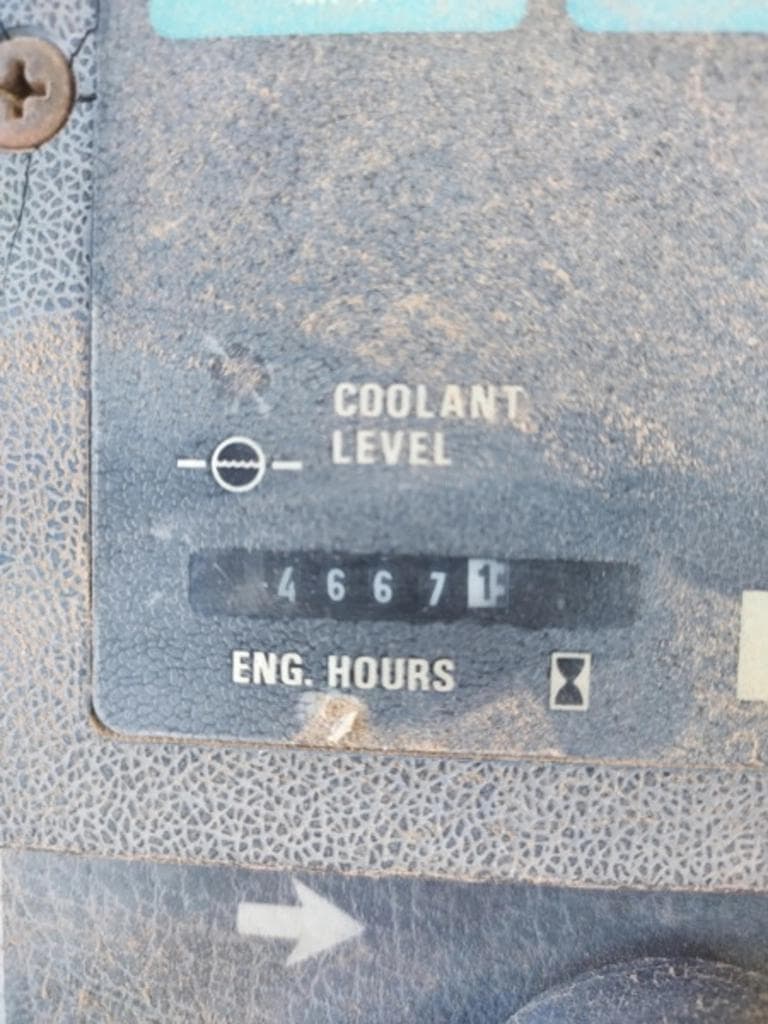 COOLANT
LEVEL
46671
ENG. HOURS